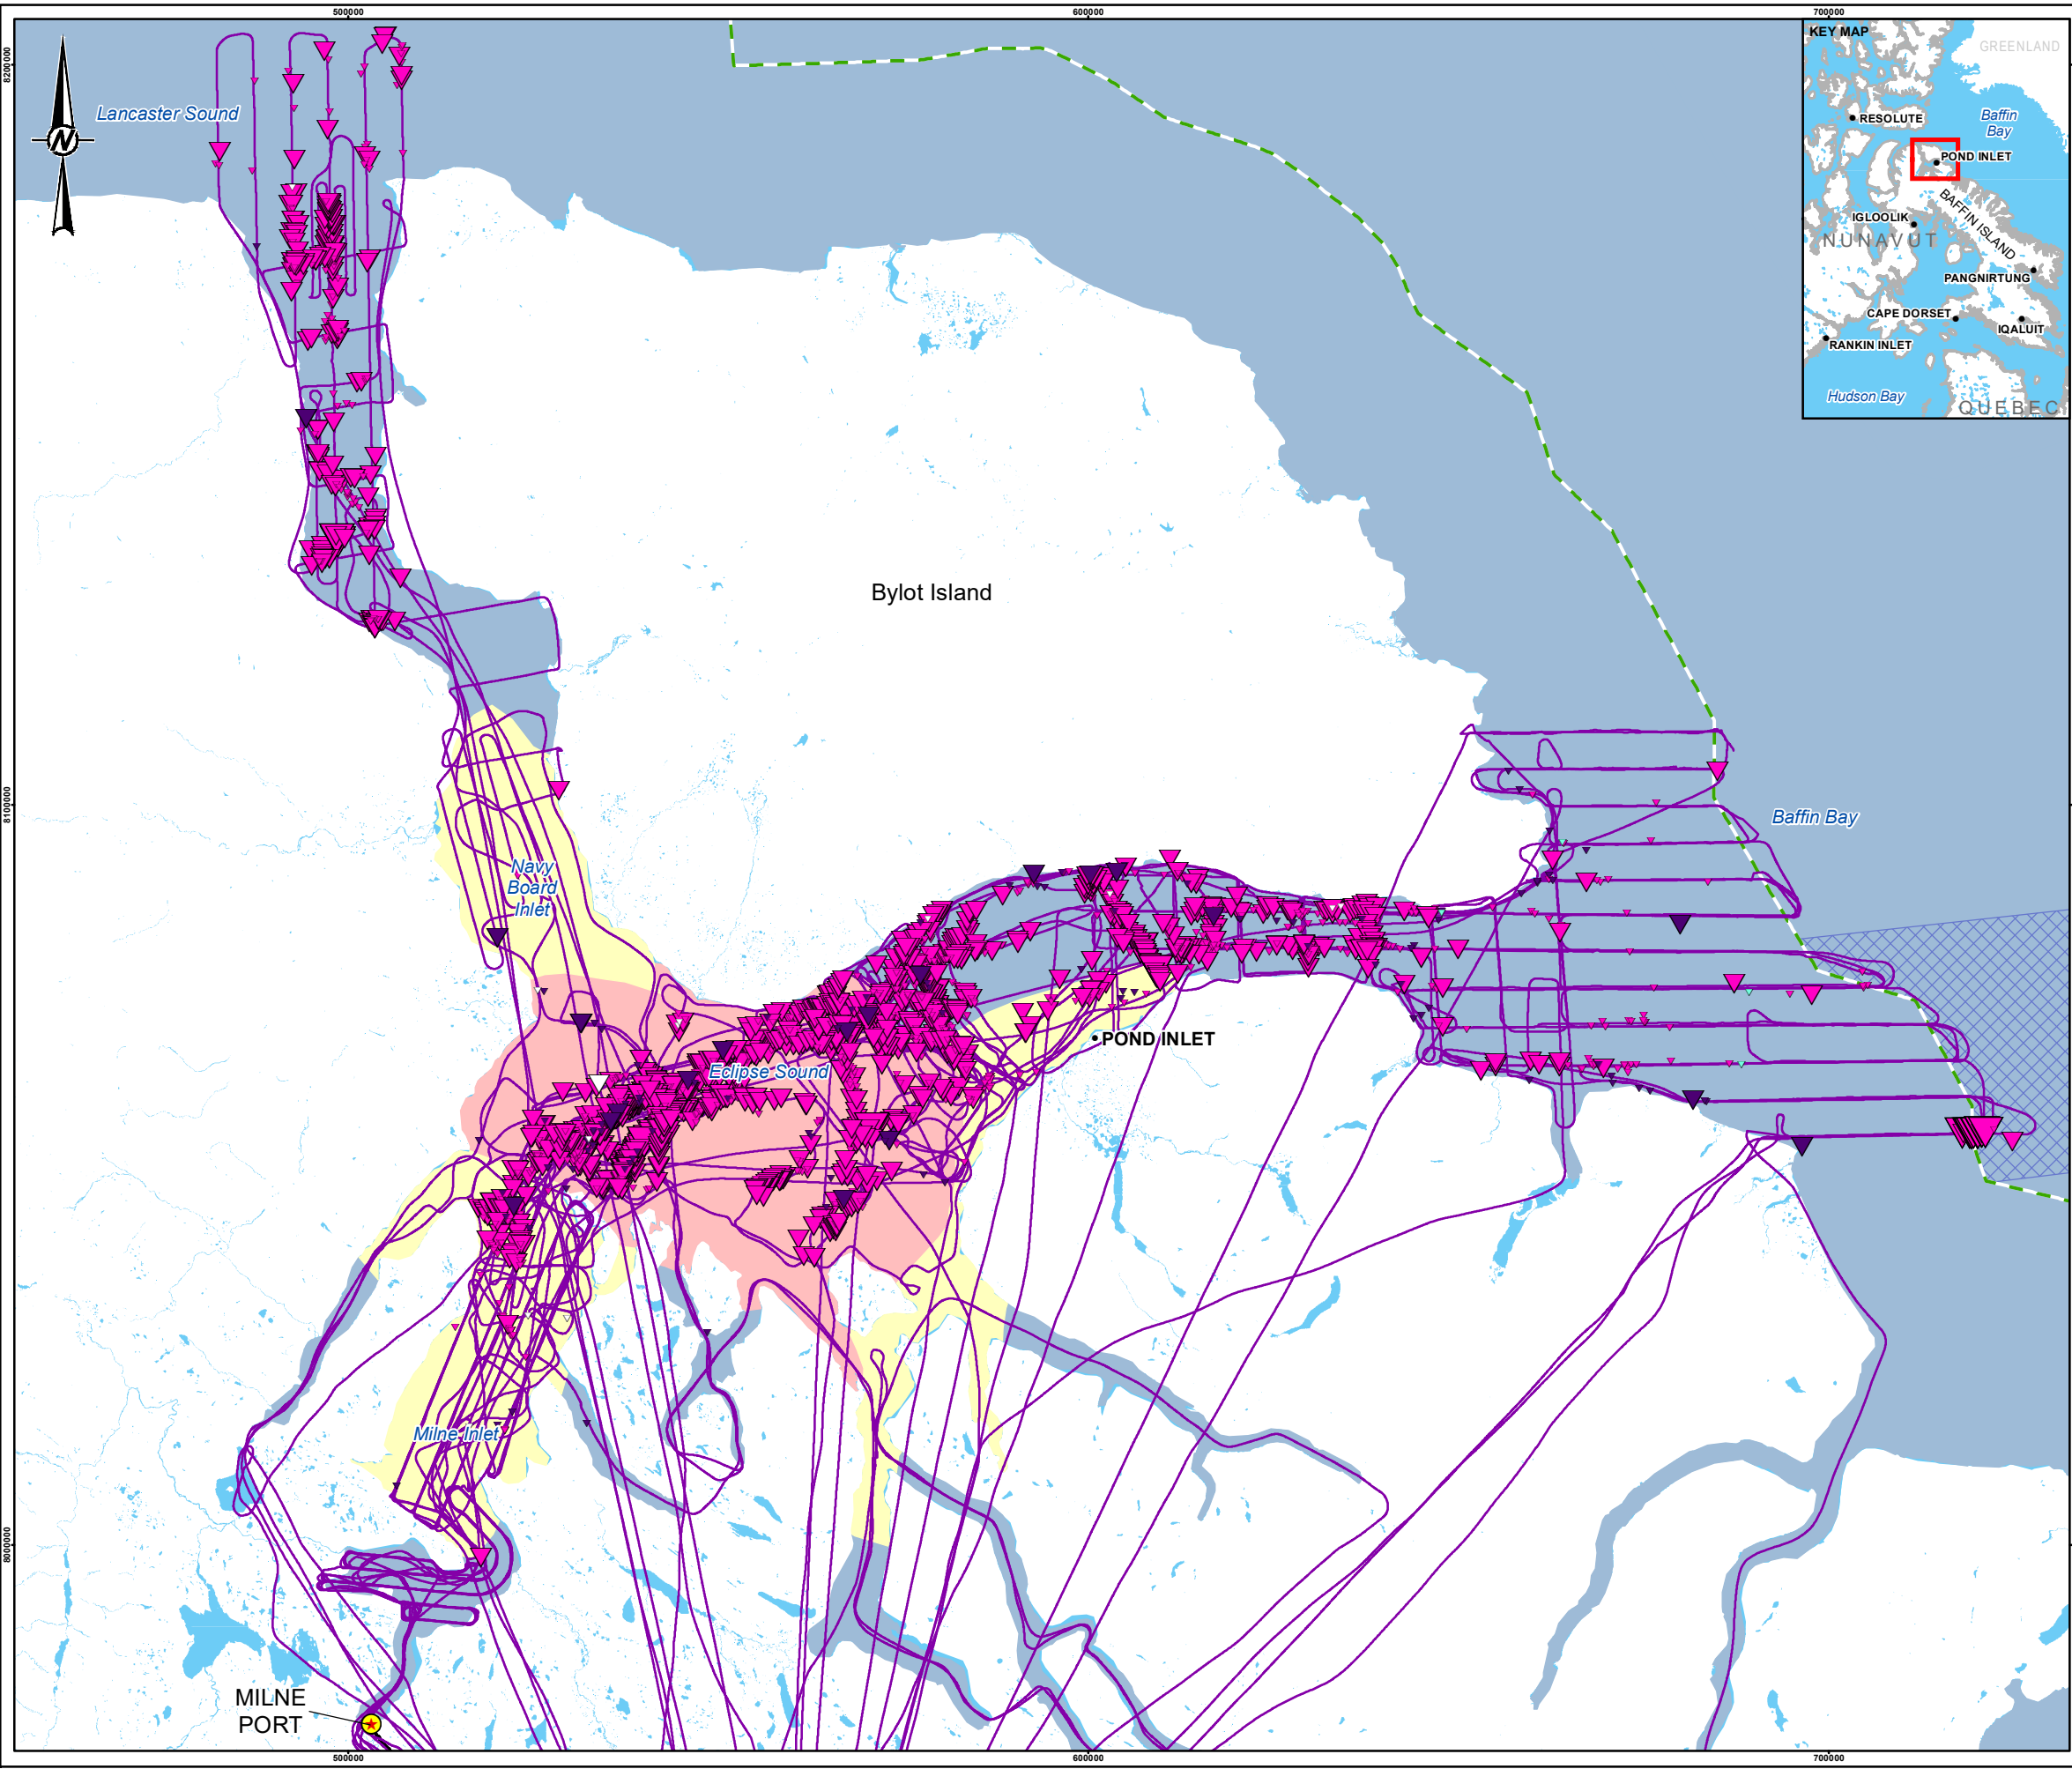 500000
600000
700000
8200000
KEY MAP
GREENLAND
Baffin
Bay
RESOLUTE
POND INLET
BAFFIN ISLAND
IGLOOLIK
NUNAVUT
PANGNIRTUNG
CAPE DORSET
IQALUIT
RANKIN INLET
Hudson Bay
QUEBEC
N
Lancaster Sound
Bylot Island
8100000
Baffin Bay
Navy
Board
Inlet
POND INLET
Eclipse Sound
Milne Inlet
8000000
MILNE
PORT
500000
600000
700000